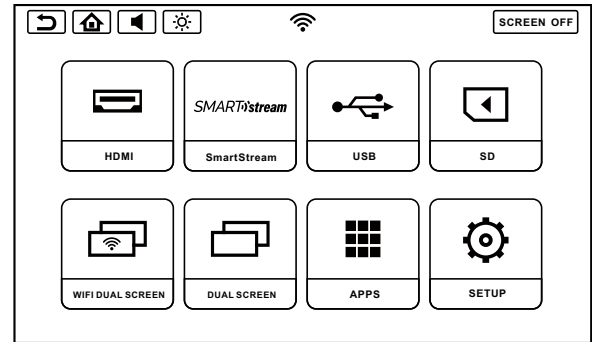 SCREEN OFF
SMART stream
HDMI
SmartStream
USB
SD
WIFI DUAL SCREEN
DUAL SCREEN
APPS
SETUP